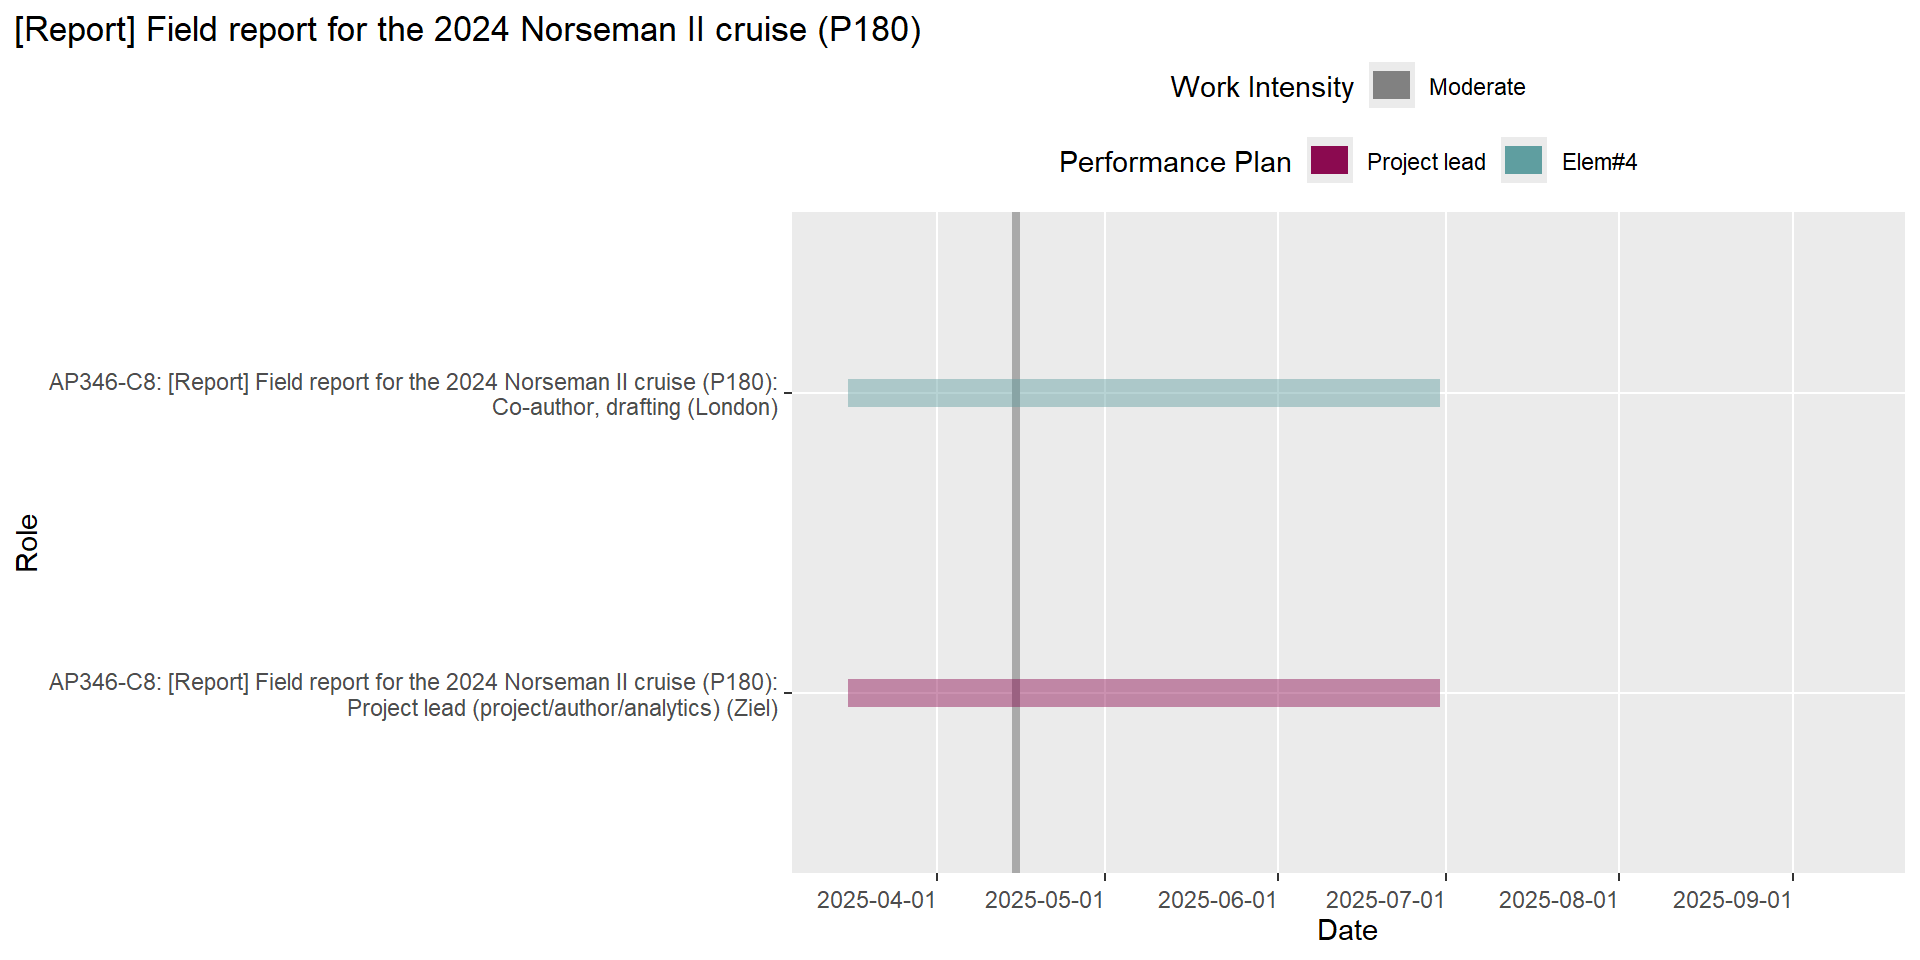 [Report] Field report for the 2024 Norseman II cruise (P180)
Work Intensity Moderate
Performance Plan Project lead Elem#4
AP346-C8: [Report] Field report for the 2024 Norseman II cruise (P180):
Co-author, drafting (London)
Role
AP346-C8: [Report] Field report for the 2024 Norseman II cruise (P180):
Project lead (project/author/analytics) (Ziel)
2025-04-01 2025-05-01 2025-06-01 2025-07-01 2025-08-01 2025-09-01
Date